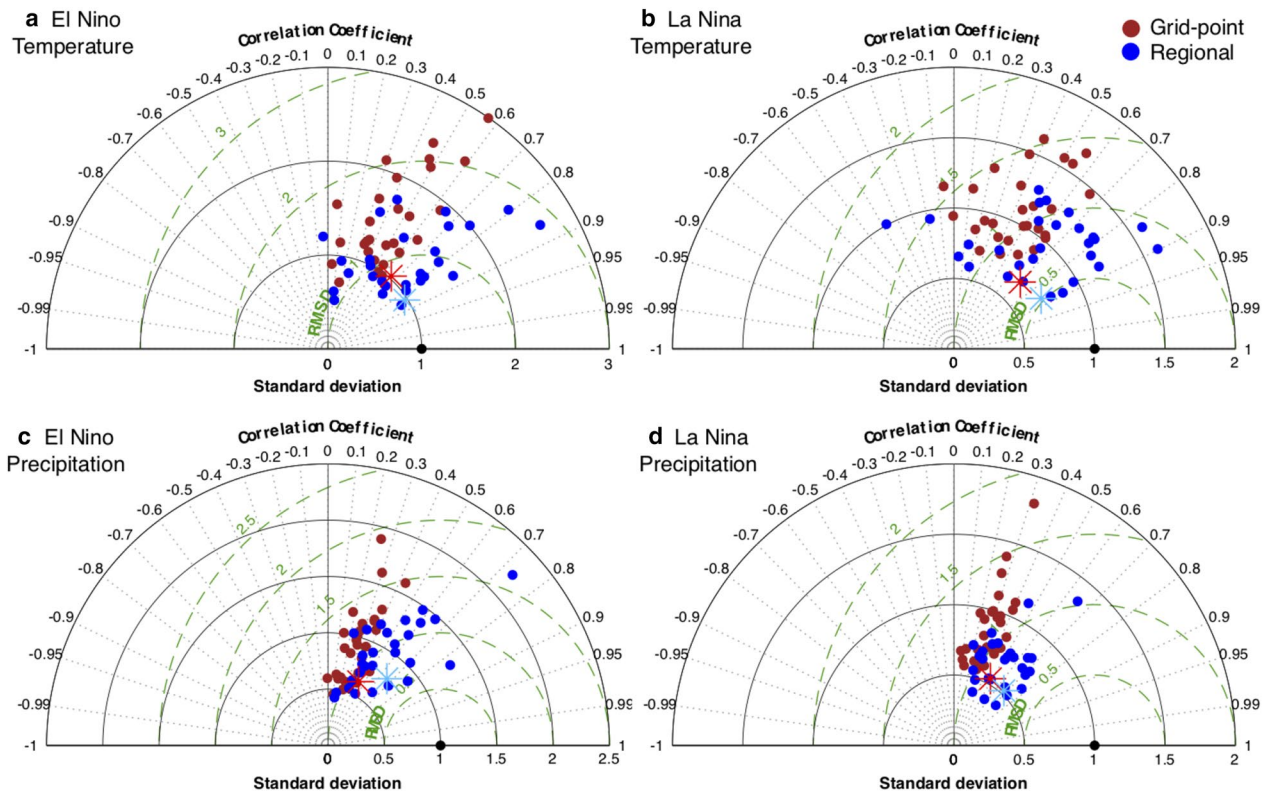 a El Nino
Temperature
Correlation Coefficient
-1 -0.99 -0.95 -0.9 -0.8 -0.7 -0.6 -0.5 -0.4 -0.3 -0.2 -0.1 0 0.1 0.2 0.3 0.4 0.5 0.6 0.7 0.8 0.9 0.95 0.99 1
3
2
1
RMSD
0 1 2 3
Standard deviation
b La Nina
Temperature
Correlation Coefficient
Grid-point
Regional
-1 -0.99 -0.95 -0.9 -0.8 -0.7 -0.6 -0.5 -0.4 -0.3 -0.2 -0.1 0 0.1 0.2 0.3 0.4 0.5 0.6 0.7 0.8 0.9 0.95 0.99 1
2
1.5
0.5
RMSD
0 0.5 1 1.5 2
Standard deviation
c El Nino
Precipitation
Correlation Coefficient
-1 -0.99 -0.95 -0.9 -0.8 -0.7 -0.6 -0.5 -0.4 -0.3 -0.2 -0.1 0 0.1 0.2 0.3 0.4 0.5 0.6 0.7 0.8 0.9 0.95 0.99 1
2.5
2
1.5
RMSD
0 0.5 1 1.5 2 2.5
Standard deviation
d La Nina
Precipitation
Correlation Coefficient
-1 -0.99 -0.95 -0.9 -0.8 -0.7 -0.6 -0.5 -0.4 -0.3 -0.2 -0.1 0 0.1 0.2 0.3 0.4 0.5 0.6 0.7 0.8 0.9 0.95 0.99 1
2
1.5
0.5
RMSD
0 0.5 1 1.5 2
Standard deviation